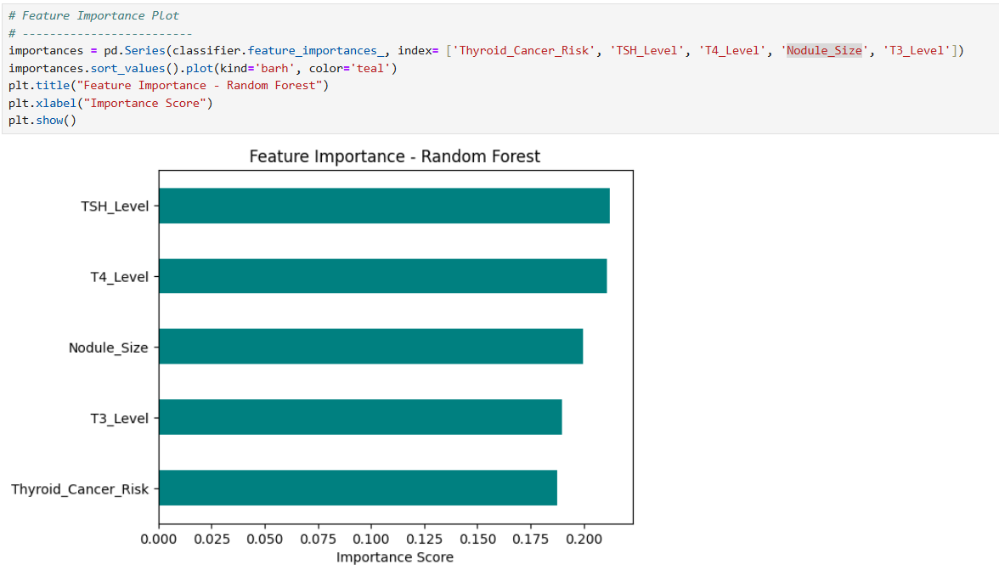 # Feature Importance Plot
# -------------------------
importances = pd.Series(classifier.feature_importances_, index= ['Thyroid_Cancer_Risk', 'TSH_Level', 'T4_Level', 'Nodule_Size', 'T3_Level'])
importances.sort_values().plot(kind='barh', color='teal')
plt.title("Feature Importance - Random Forest")
plt.xlabel("Importance Score")
plt.show()
Feature Importance - Random Forest
TSH_Level
T4_Level
Nodule_Size
T3_Level
Thyroid_Cancer_Risk
0.000 0.025 0.050 0.075 0.100 0.125 0.150 0.175 0.200
Importance Score